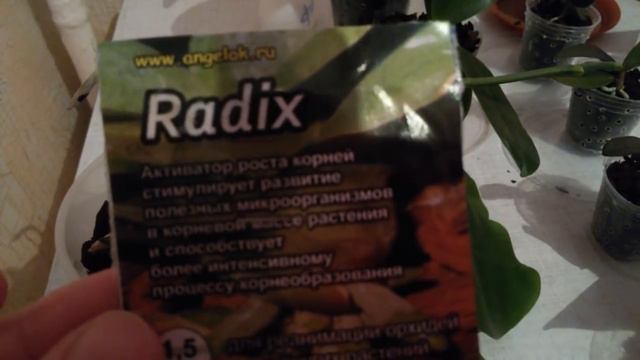 www.angelok.ru
Radix
Активатор роста корней
стимулирует развитие
полезных микроорганизмов
в корневой массе растения
и способствует
более интенсивному
процессу корнеобразования
1,5
для реанимации орхидей
растений